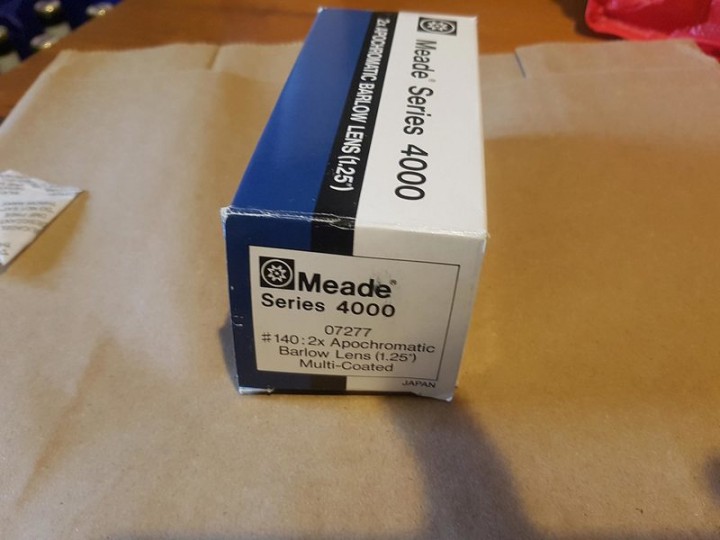 Meade® Series 4000
2x APOCHROMATIC BARLOW LENS (1.25")
Meade®
Series 4000
07277
#140: 2x Apochromatic
Barlow Lens (1.25")
Multi-Coated
JAPAN